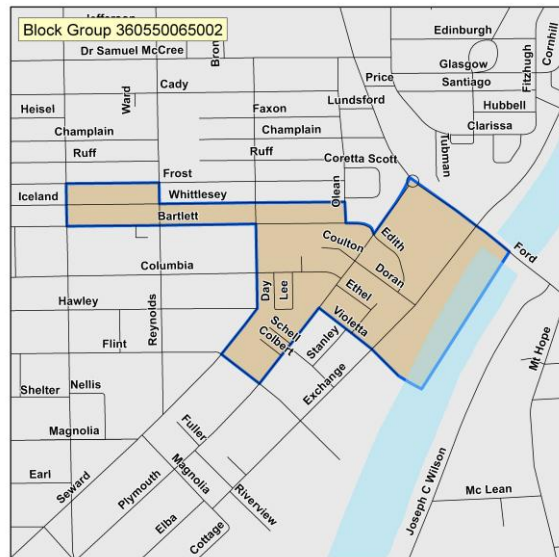 Block Group 360550065002
Jefferson
Dr Samuel McCree
Bron
Edinburgh
Cornhill
Glasgow
Fitzhugh
Price
Santiago
Cady
Ward
Lundsford
Hubbell
Heisel
Faxon
Clarissa
Champlain
Champlain
Tubman
Ruff
Ruff
Coretta Scott
Frost
Iceland
Whittlesey
Olean
Bartlett
Edith
Ford
Coulton
Columbia
Doran
Day
Lee
Ethel
Hawley
Reynolds
Violetta
Schell
Colbert
Stanley
Flint
Exchange
Mt Hope
Shelter
Nellis
Fuller
Magnolia
Magnolia
Earl
Seward
Plymouth
Riverview
Mc Lean
Elba
Cottage
Joseph C Wilson